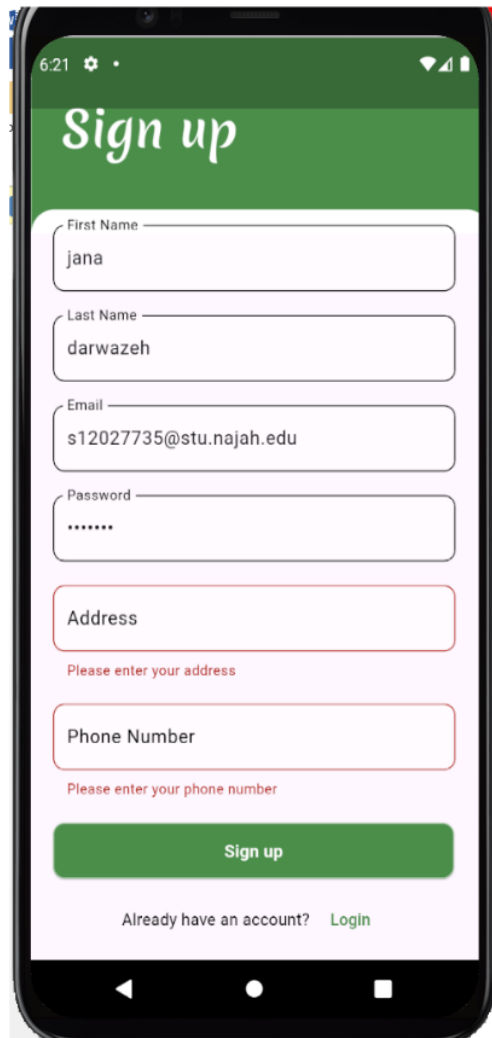 6:21
Sign up
First Name
jana
Last Name
darwazeh
Email
s12027735@stu.najah.edu
Password
•••••••
Address
Please enter your address
Phone Number
Please enter your phone number
Sign up
Already have an account? Login